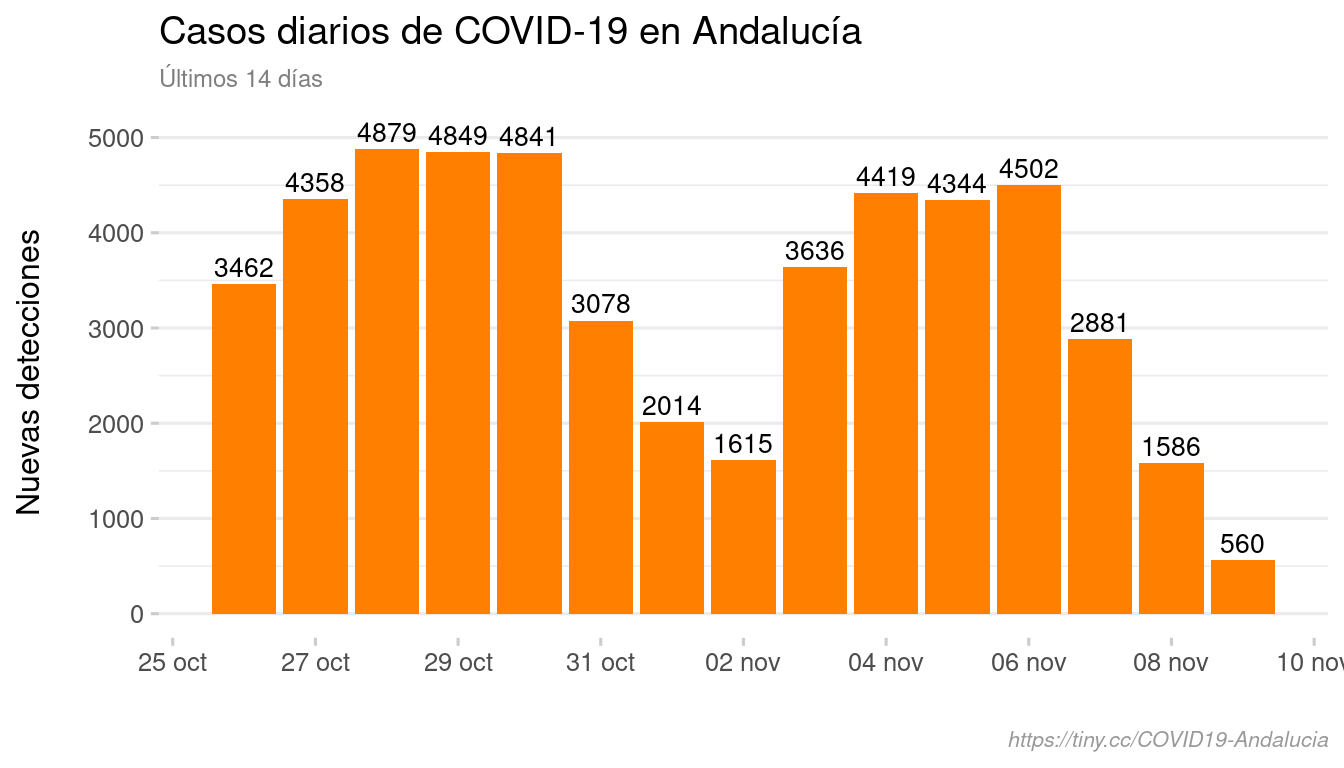 Casos diarios de COVID-19 en Andalucía
Últimos 14 días
Nuevas detecciones
5000
4000
3000
2000
1000
0
3462
4358
4879
4849
4841
3078
2014
1615
3636
4419
4344
4502
2881
1586
560
25 oct
27 oct
29 oct
31 oct
02 nov
04 nov
06 nov
08 nov
10 nov
https://tiny.cc/COVID19-Andalucia